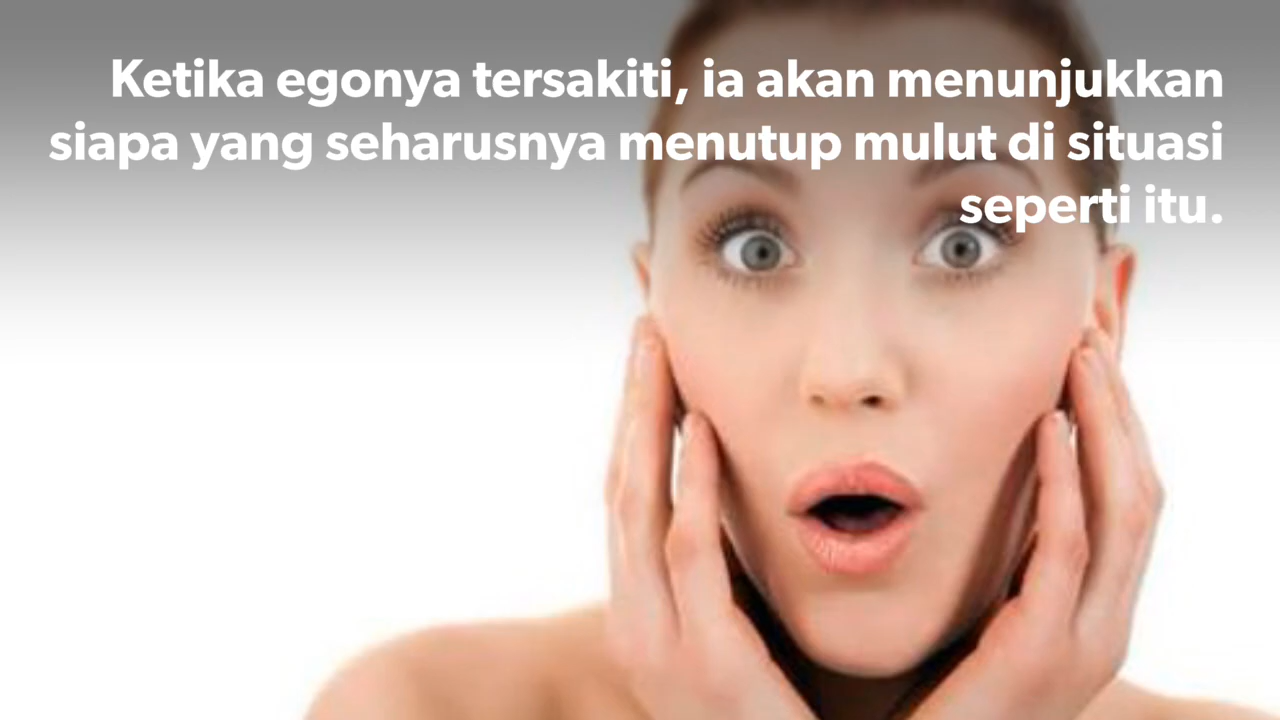 Ketika egonya tersakiti, ia akan menunjukkan
siapa yang seharusnya menutup mulut di situasi
seperti itu.